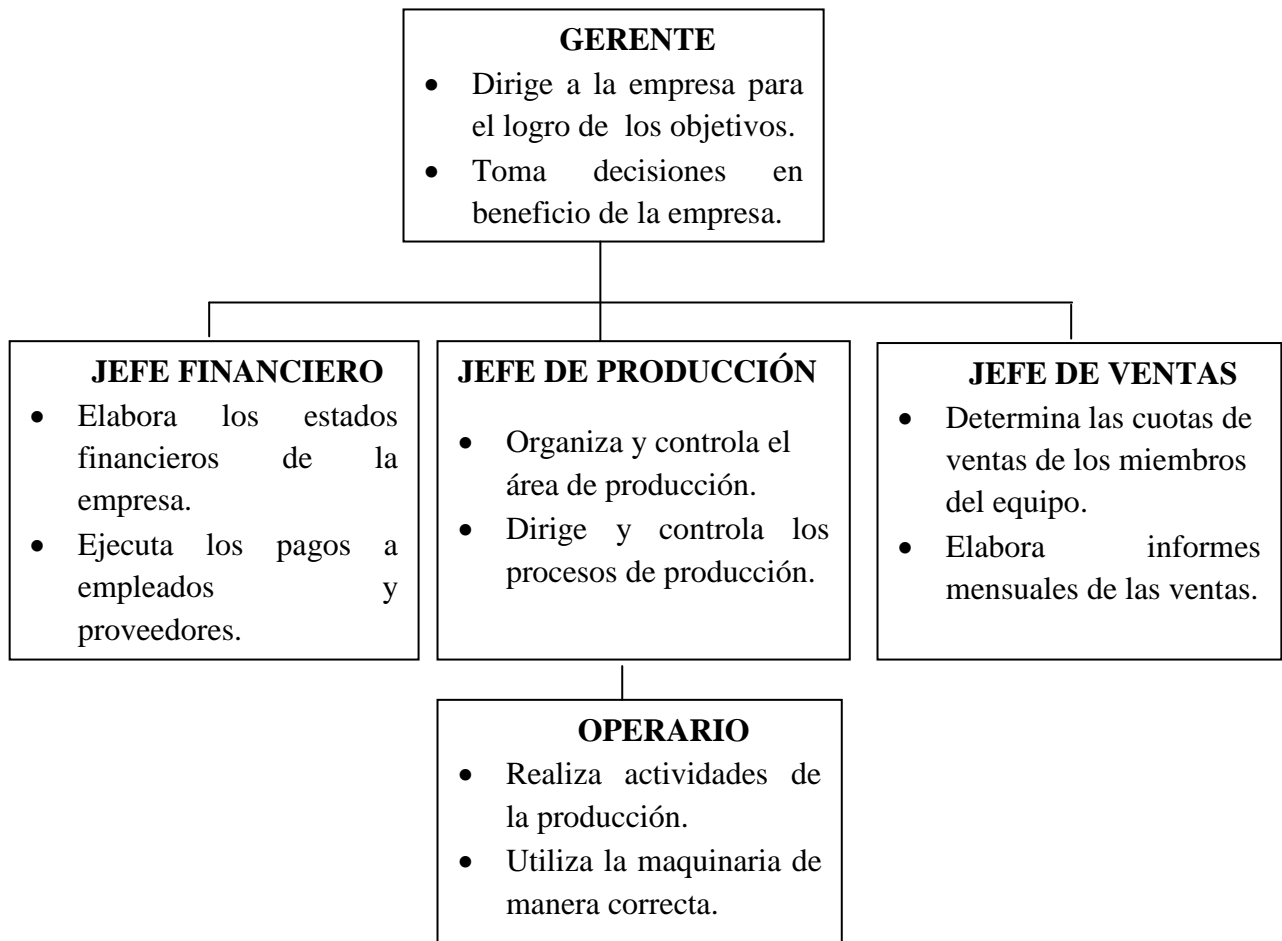 GERENTE
• Dirige a la empresa para
el logro de los objetivos.
• Toma decisiones en
beneficio de la empresa.
JEFE FINANCIERO
• Elabora los estados
financieros de la
empresa.
• Ejecuta los pagos a
empleados y
proveedores.
JEFE DE PRODUCCIÓN
• Organiza y controla el
área de producción.
• Dirige y controla los
procesos de producción.
JEFE DE VENTAS
• Determina las cuotas de
ventas de los miembros
del equipo.
• Elabora informes
mensuales de las ventas.
OPERARIO
• Realiza actividades de
la producción.
• Utiliza la maquinaria de
manera correcta.